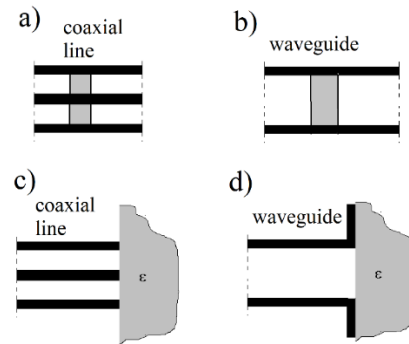 a)
coaxial
line
b)
waveguide
c)
coaxial
line
ε
d)
waveguide
ε